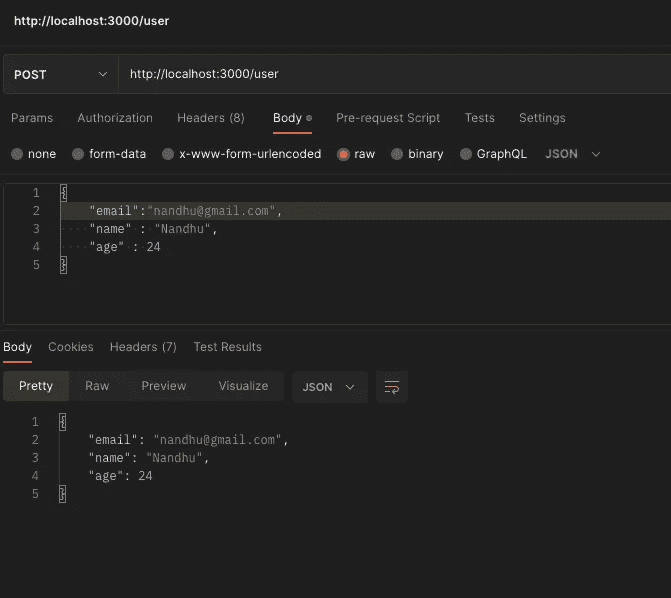 http://localhost:3000/user
POST http://localhost:3000/user
Params Authorization Headers (8) Body Pre-request Script Tests Settings
none form-data x-www-form-urlencoded raw binary GraphQL JSON
1 {
2 "email":"nandhu@gmail.com",
3 "name" : "Nandhu",
4 "age" : 24
5 }
Body Cookies Headers (7) Test Results
Pretty Raw Preview Visualize JSON
1 {
2 "email": "nandhu@gmail.com",
3 "name": "Nandhu",
4 "age": 24
5 }